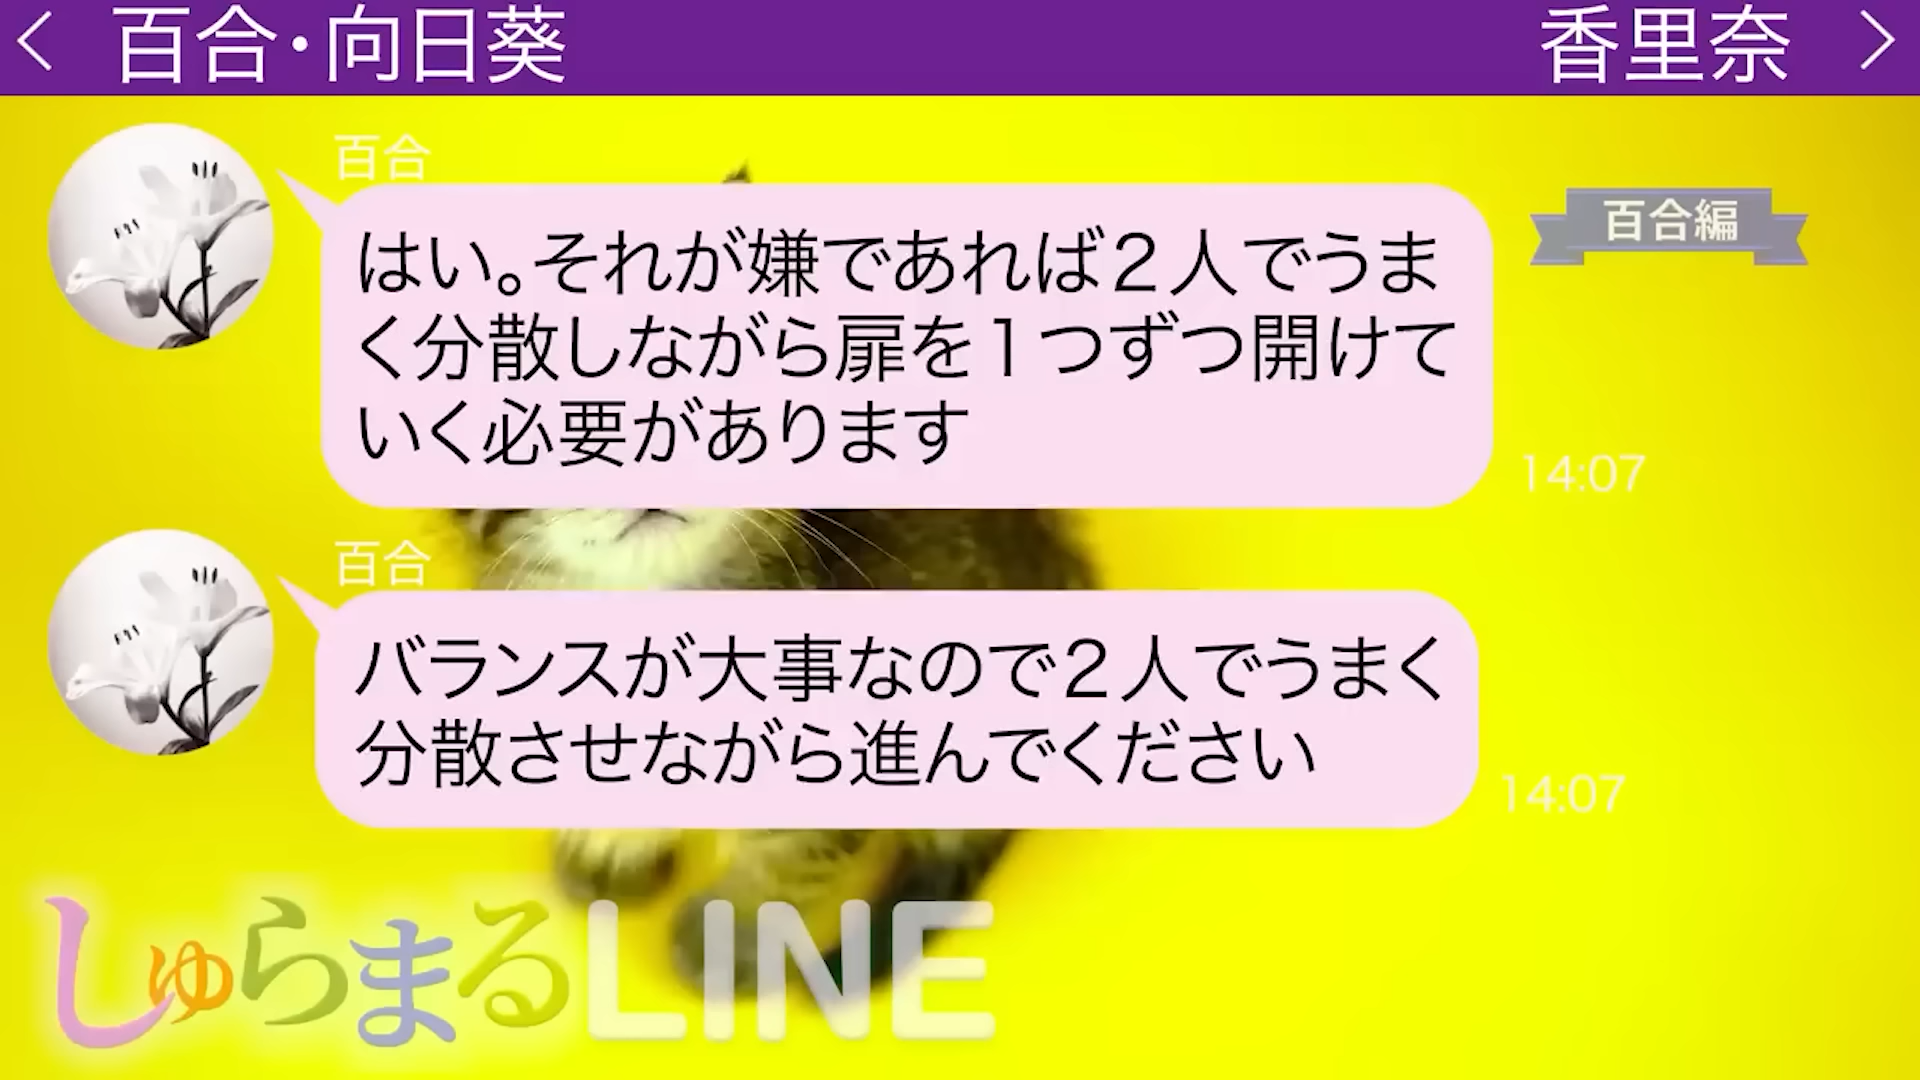 百合・向日葵
香里奈
百合
百合編
はい。それが嫌であれば2人でうま
く分散しながら扉を1つずつ開けて
いく必要があります
14:07
百合
バランスが大事なので2人でうまく
分散させながら進んでください
14:07
しゅらまるLINE